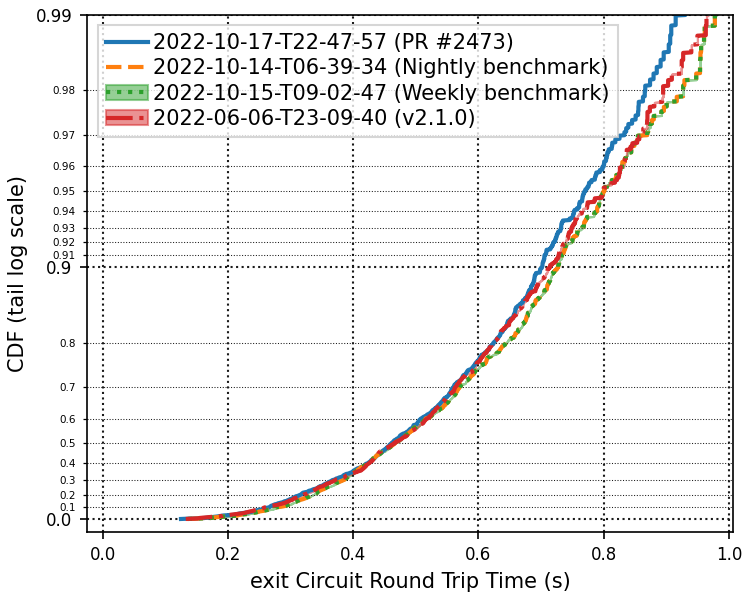 0.99
2022-10-17-T22-47-57 (PR #2473)
2022-10-14-T06-39-34 (Nightly benchmark)
2022-10-15-T09-02-47 (Weekly benchmark)
2022-06-06-T23-09-40 (v2.1.0)
0.98
0.97
0.96
0.95
0.94
0.93
0.92
0.91
0.9
0.8
0.7
0.6
0.5
0.4
0.3
0.2
0.1
0.0
CDF (tail log scale)
0.0 0.2 0.4 0.6 0.8 1.0
exit Circuit Round Trip Time (s)